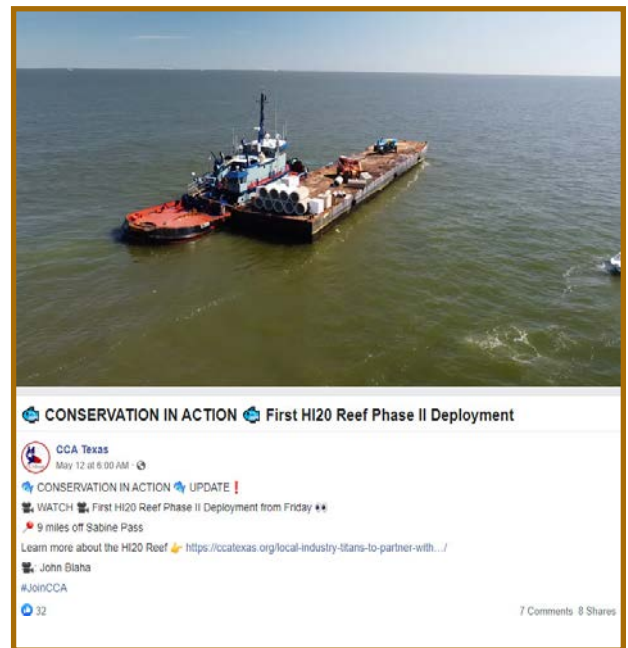 🐟 CONSERVATION IN ACTION 🐟 First HI20 Reef Phase II Deployment
CCA Texas
May 12 at 6:00 AM ·
🐟 CONSERVATION IN ACTION 🐟 UPDATE❗
🎥 WATCH 🎥 First HI20 Reef Phase II Deployment from Friday 👀
📍 9 miles off Sabine Pass
Learn more about the HI20 Reef 👉 https://ccatexas.org/local-industry-titans-to-partner-with…/
🎥: John Blaha
#JoinCCA
32
7 Comments 8 Shares